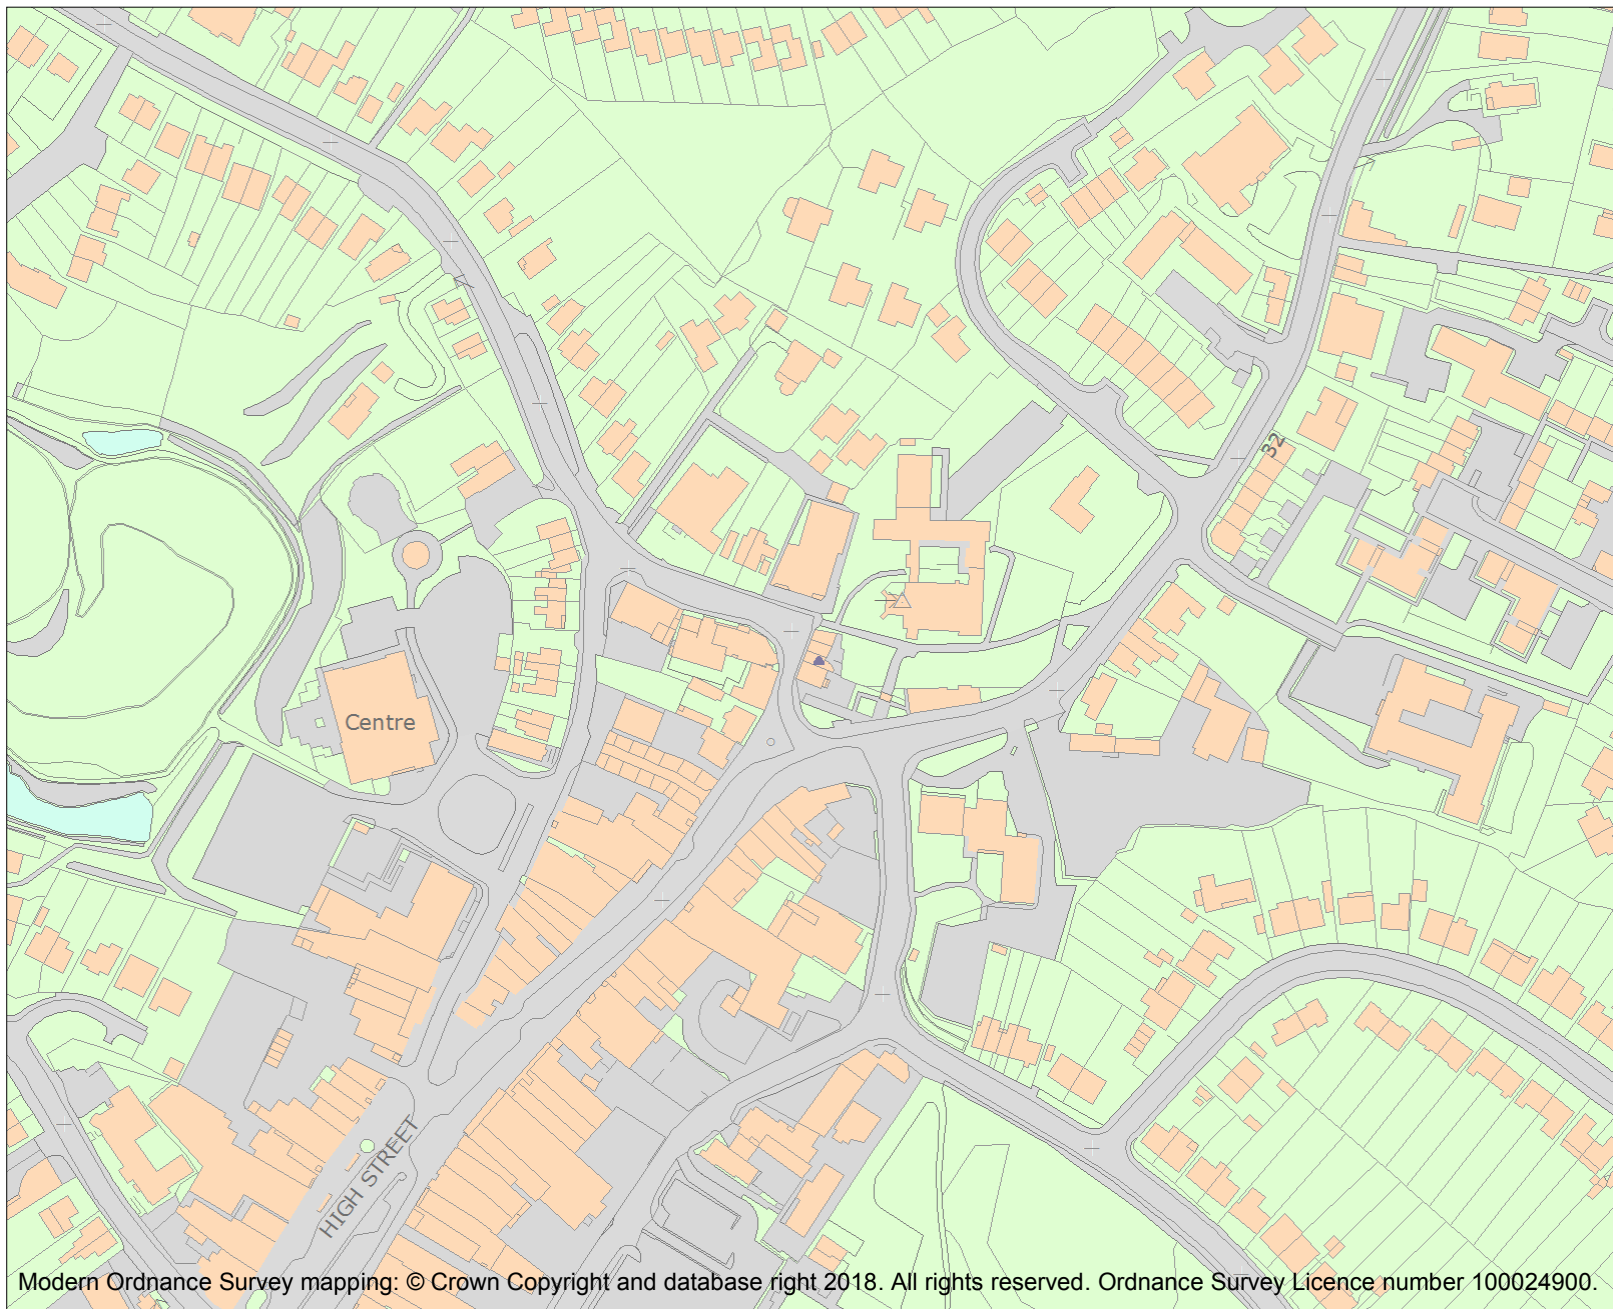 32
Centre
HIGH STREET
Modern Ordnance Survey mapping: © Crown Copyright and database right 2018. All rights reserved. Ordnance Survey Licence number 100024900.